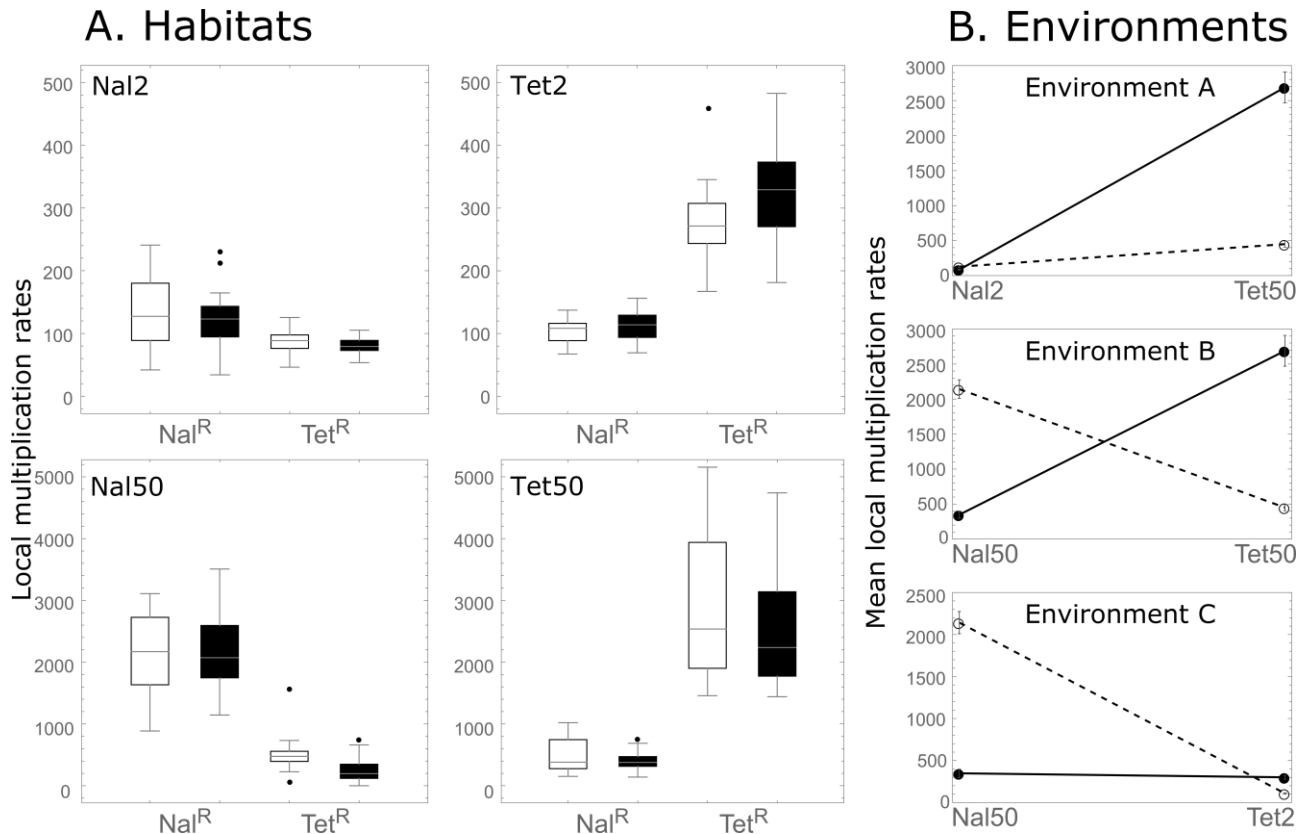 A. Habitats
B. Environments
Local multiplication rates
Nal2
500
400
300
200
100
0
Nal^R
Tet^R
Tet2
500
400
300
200
100
0
Nal^R
Tet^R
Nal50
5000
4000
3000
2000
1000
0
Nal^R
Tet^R
Tet50
5000
4000
3000
2000
1000
0
Nal^R
Tet^R
Mean local multiplication rates
Environment A
3000
2500
2000
1500
1000
500
0
Nal2
Tet50
Environment B
3000
2500
2000
1500
1000
500
0
Nal50
Tet50
Environment C
2500
2000
1500
1000
500
0
Nal50
Tet2